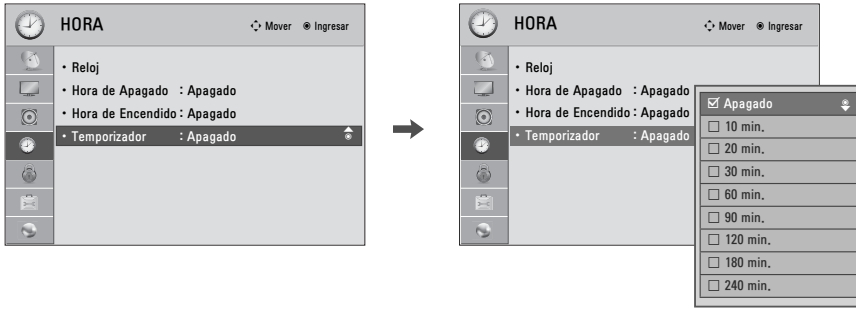 HORA
Mover Ingresar
• Reloj
• Hora de Apagado : Apagado
• Hora de Encendido : Apagado
• Temporizador : Apagado
HORA
Mover Ingresar
• Reloj
• Hora de Apagado : Apagado
• Hora de Encendido : Apagado
• Temporizador : Apagado
Apagado
10 min.
20 min.
30 min.
60 min.
90 min.
120 min.
180 min.
240 min.